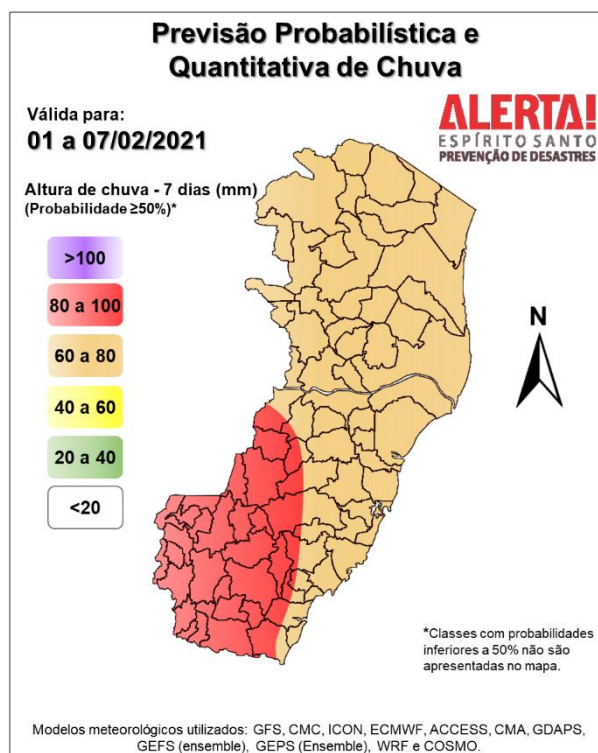 Previsão Probabilística e
Quantitativa de Chuva
Válida para:
01 a 07/02/2021
ALERTA!
ESPÍRITO SANTO
PREVENÇÃO DE DESASTRES
Altura de chuva - 7 dias (mm)
(Probabilidade ≥50%)*
>100
80 a 100
60 a 80
40 a 60
20 a 40
<20
N
*Classes com probabilidades
inferiores a 50% não são
apresentadas no mapa.
Modelos meteorológicos utilizados: GFS, CMC, ICON, ECMWF, ACCESS, CMA, GDAPS,
GEFS (ensemble), GEPS (Ensemble), WRF e COSMO.